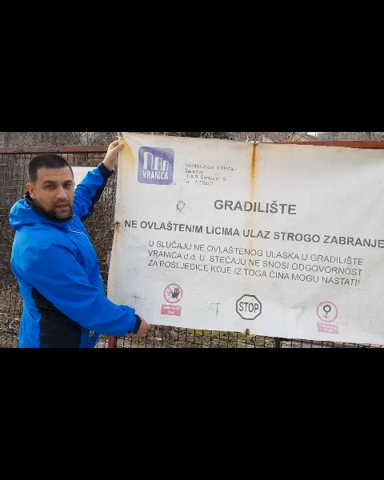 VRANICA
GRADILIŠTE
NE OVLAŠTENIM LICIMA ULAZ STROGO ZABRANJE
U SLUČAJU NE OVLAŠTENOG ULASKA U GRADILIŠTE
VRANICA d.d. U STEČAJU NE SNOSI ODGOVORNOST
ZA POSLJEDICE KOJE IZ TOGA ČINA MOGU NASTATI!
STOP